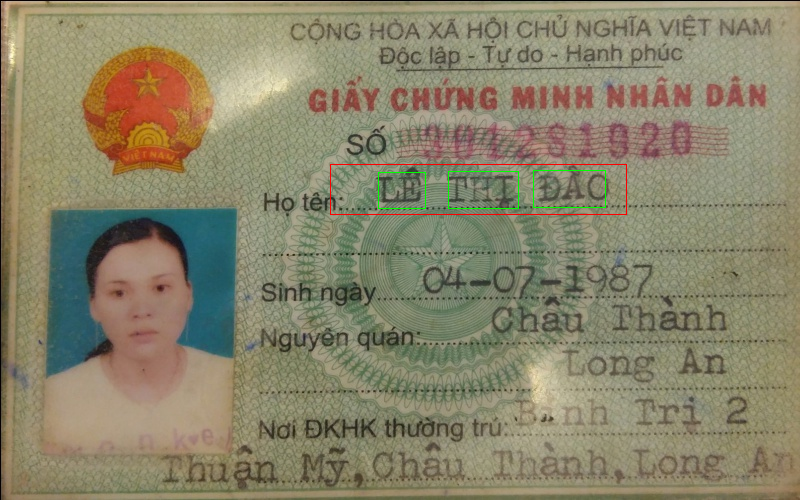 CỘNG HÒA XÃ HỘI CHỦ NGHĨA VIỆT NAM
Độc lập - Tự do - Hạnh phúc
GIẤY CHỨNG MINH NHÂN DÂN
SỐ
VIỆT NAM
Họ tên: LÊ THỊ ĐÂO
Sinh ngày 04-07-1987
Nguyên quán: Châu Thành
Long An
Nơi ĐKHK thường trú: Bình Trị 2
Thuận Mỹ, Châu Thành, Long An